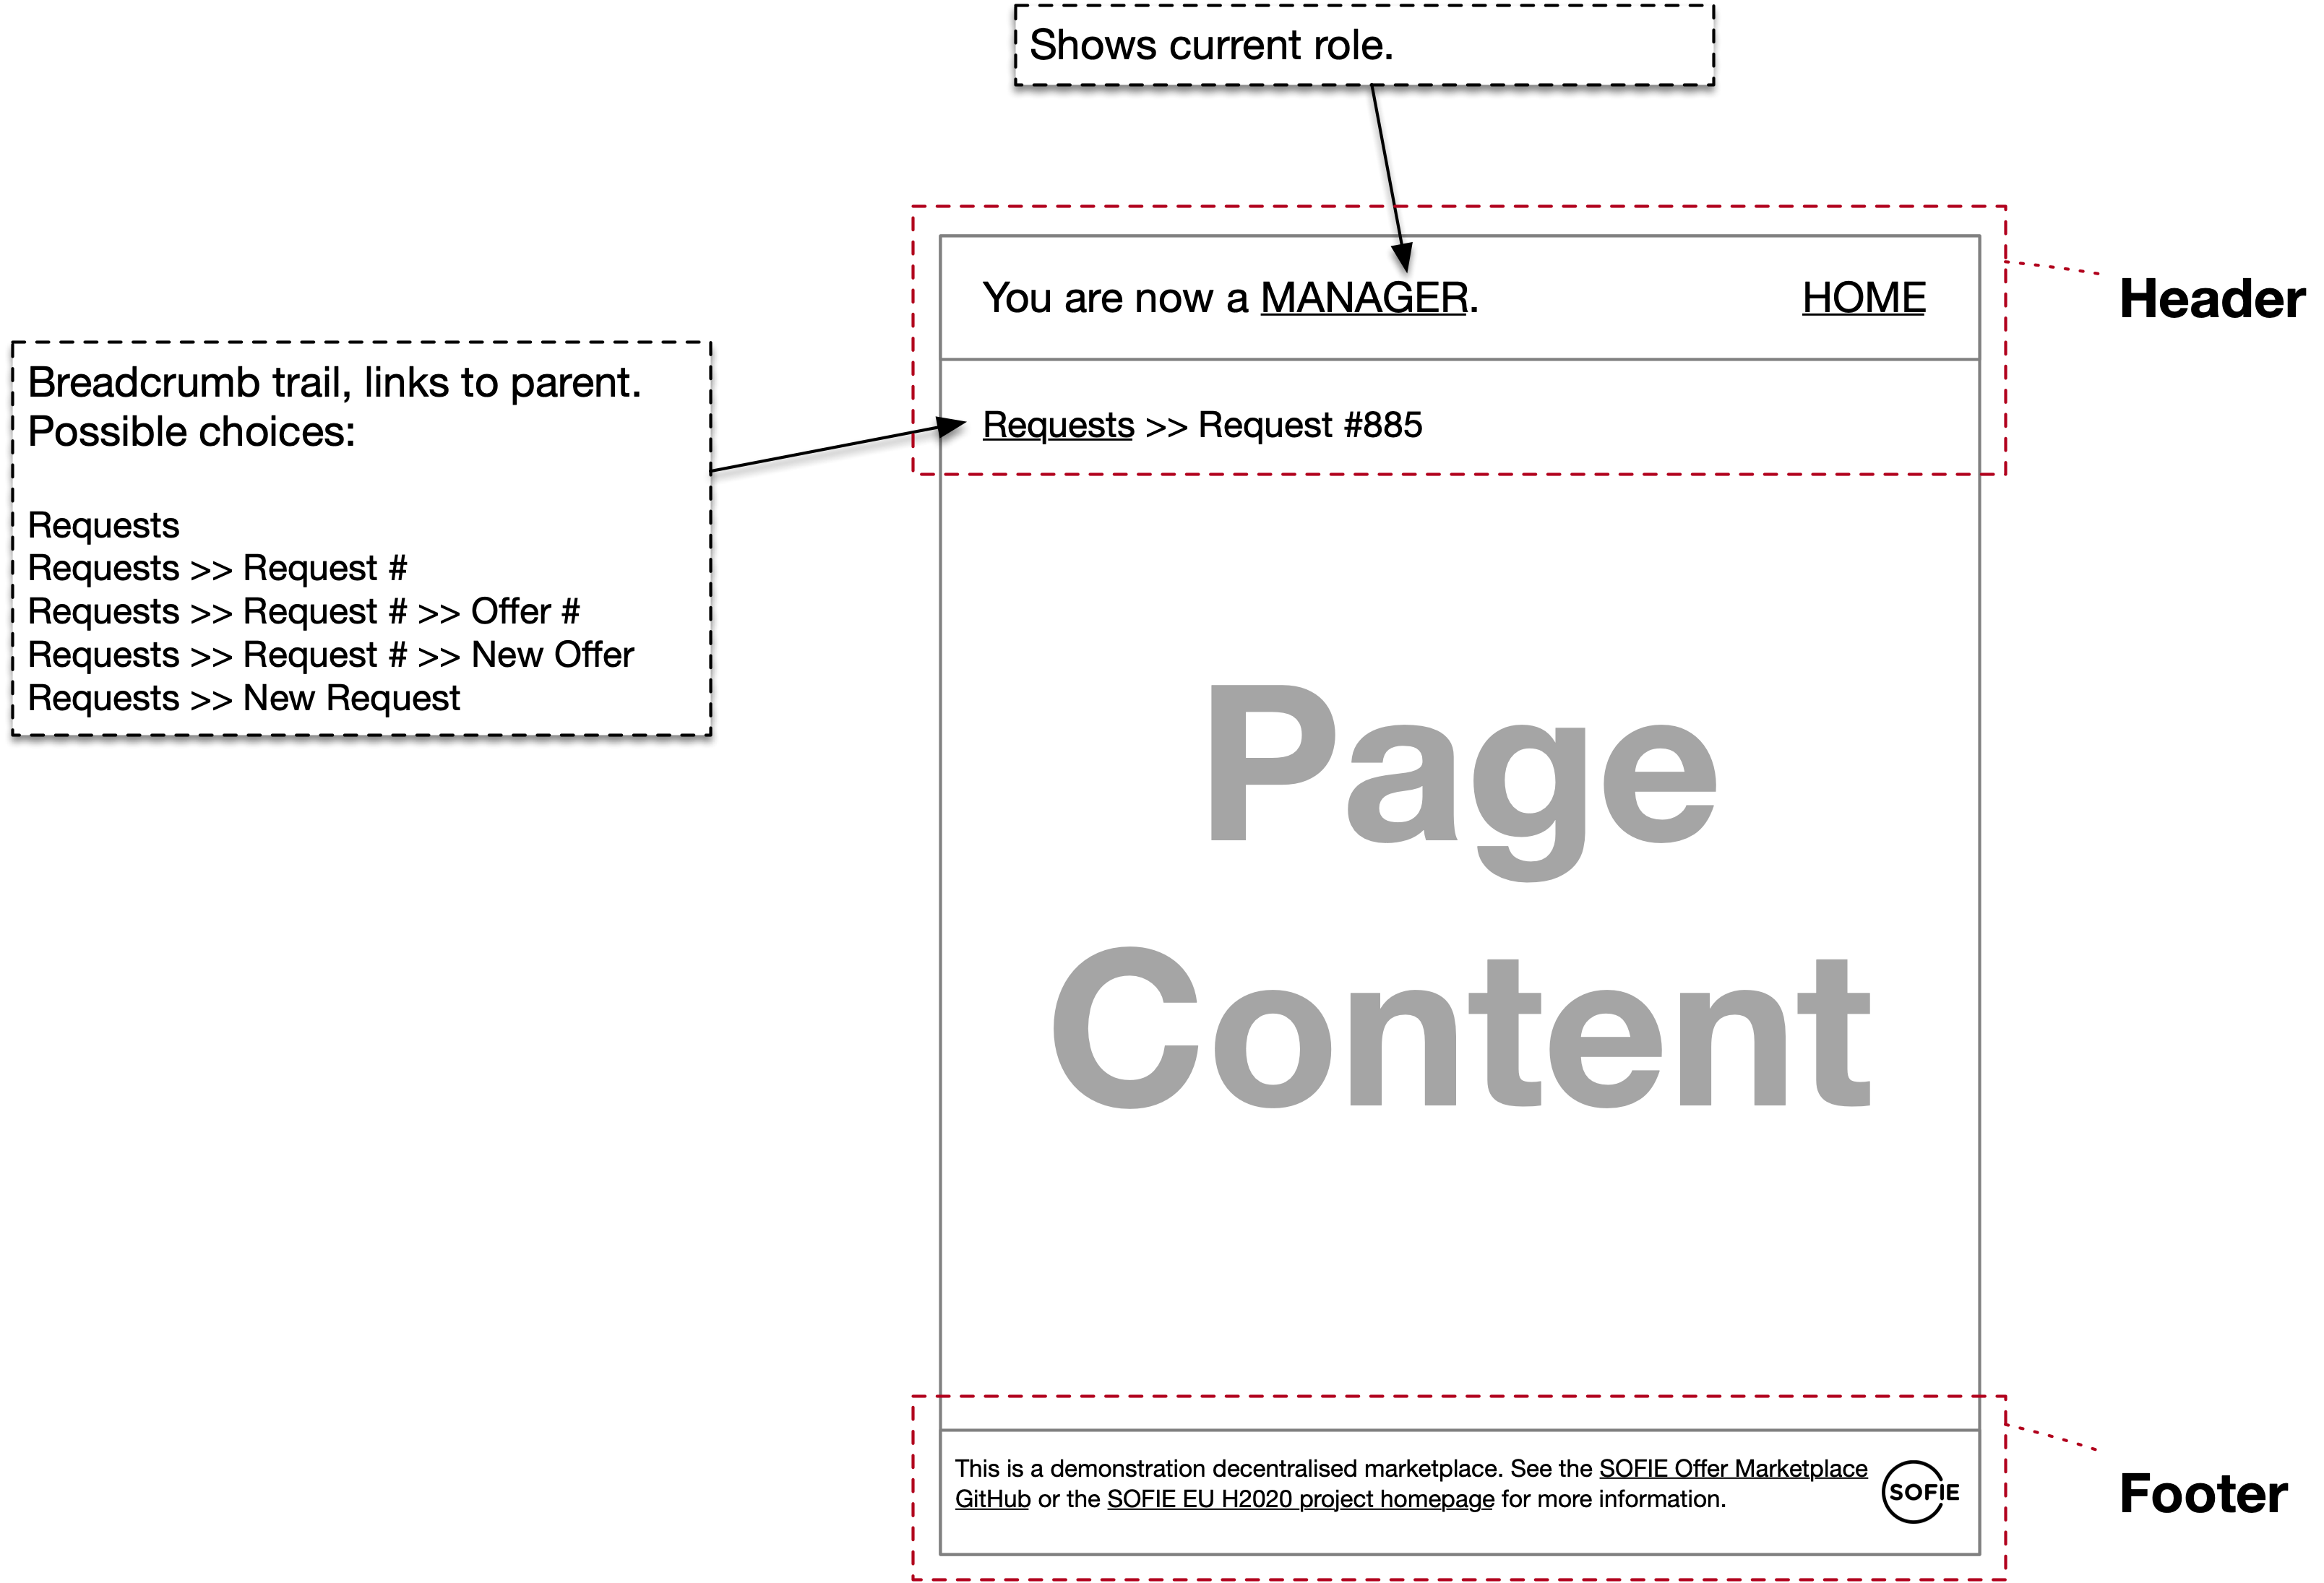 Shows current role.
You are now a MANAGER.
HOME
Header
Breadcrumb trail, links to parent.
Possible choices:
Requests
Requests >> Request #
Requests >> Request # >> Offer #
Requests >> Request # >> New Offer
Requests >> New Request
Requests >> Request #885
Page
Content
This is a demonstration decentralised marketplace. See the SOFIE Offer Marketplace
GitHub or the SOFIE EU H2020 project homepage for more information.
SOFIE
Footer